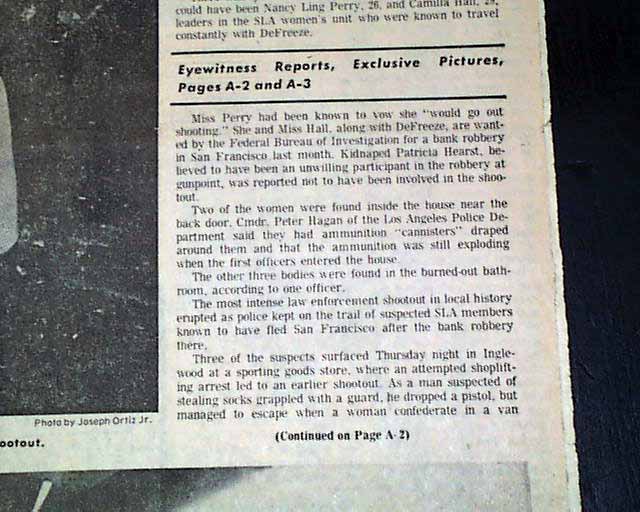 could have been Nancy Ling Perry, 26, and Camilla Hall, 29,
leaders in the SLA women's unit who were known to travel
constantly with DeFreeze.
Eyewitness Reports, Exclusive Pictures,
Pages A-2 and A-3
Miss Perry had been known to vow she "would go out
shooting." She and Miss Hall, along with DeFreeze, are want-
ed by the Federal Bureau of Investigation for a bank robbery
in San Francisco last month. Kidnaped Patricia Hearst, be-
lieved to have been an unwilling participant in the robbery at
gunpoint, was reported not to have been involved in the shoo-
tout.
Two of the women were found inside the house near the
back door. Cmdr. Peter Hagan of the Los Angeles Police De-
partment said they had ammunition "cannisters" draped
around them and that the ammunition was still exploding
when the first officers entered the house.
The other three bodies were found in the burned-out bath-
room, according to one officer.
The most intense law enforcement shootout in local history
erupted as police kept on the trail of suspected SLA members
known to have fled San Francisco after the bank robbery
there.
Three of the suspects surfaced Thursday night in Ingle-
wood at a sporting goods store, where an attempted shoplift-
ing arrest led to an earlier shootout. As a man suspected of
stealing socks grappled with a guard, he dropped a pistol, but
managed to escape when a woman confederate in a van
(Continued on Page A-2)
Photo by Joseph Ortiz Jr.
ootout.